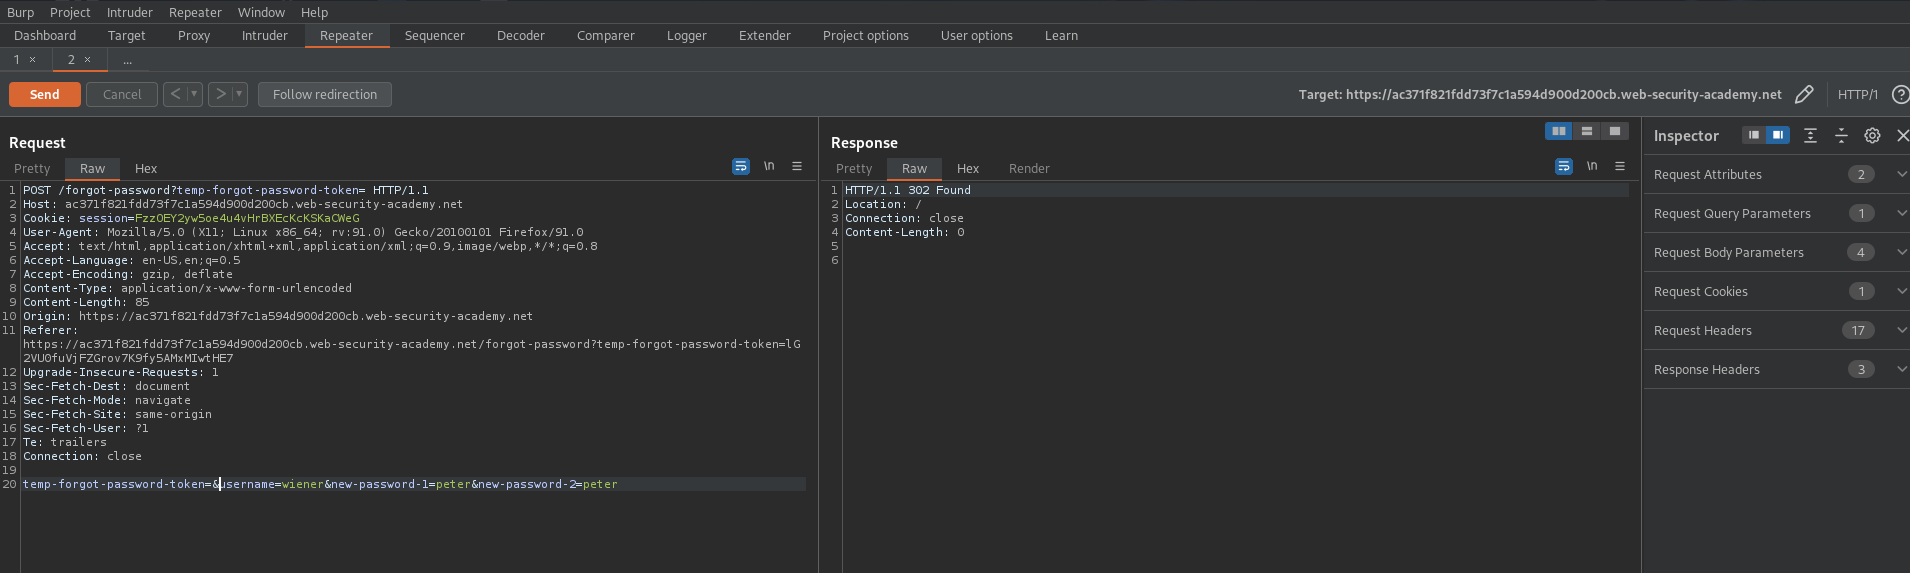 Burp Project Intruder Repeater Window Help
Dashboard Target Proxy Intruder Repeater Sequencer Decoder Comparer Logger Extender Project options User options Learn
1 × 2 × ...
Send Cancel < > Follow redirection Target: https://ac371f821fdd73f7c1a594d900d200cb.web-security-academy.net HTTP/1 ?
Request
Pretty Raw Hex \n
1 POST /forgot-password?temp-forgot-password-token= HTTP/1.1
2 Host: ac371f821fdd73f7c1a594d900d200cb.web-security-academy.net
3 Cookie: session=FzzOEY2yw5oe4u4vHrBXEcKcKSKaCWeG
4 User-Agent: Mozilla/5.0 (X11; Linux x86_64; rv:91.0) Gecko/20100101 Firefox/91.0
5 Accept: text/html,application/xhtml+xml,application/xml;q=0.9,image/webp,*/*;q=0.8
6 Accept-Language: en-US,en;q=0.5
7 Accept-Encoding: gzip, deflate
8 Content-Type: application/x-www-form-urlencoded
9 Content-Length: 85
10 Origin: https://ac371f821fdd73f7c1a594d900d200cb.web-security-academy.net
11 Referer:
https://ac371f821fdd73f7c1a594d900d200cb.web-security-academy.net/forgot-password?temp-forgot-password-token=lG
2VU0fuVjFZGrov7K9fy5AMxMIwtHE7
12 Upgrade-Insecure-Requests: 1
13 Sec-Fetch-Dest: document
14 Sec-Fetch-Mode: navigate
15 Sec-Fetch-Site: same-origin
16 Sec-Fetch-User: ?1
17 Te: trailers
18 Connection: close
19
20 temp-forgot-password-token=&username=wiener&new-password-1=peter&new-password-2=peter
Response
Pretty Raw Hex Render \n
1 HTTP/1.1 302 Found
2 Location: /
3 Connection: close
4 Content-Length: 0
5
6
Inspector
Request Attributes 2
Request Query Parameters 1
Request Body Parameters 4
Request Cookies 1
Request Headers 17
Response Headers 3